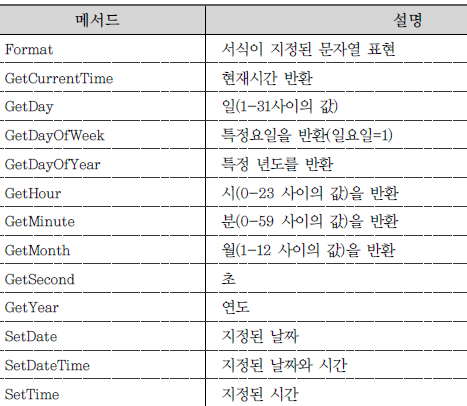 메서드 설명
Format 서식이 지정된 문자열 표현
GetCurrentTime 현재시간 반환
GetDay 일(1-31사이의 값)
GetDayOfWeek 특정요일을 반환(일요일=1)
GetDayOfYear 특정 년도를 반환
GetHour 시(0-23 사이의 값)을 반환
GetMinute 분(0-59 사이의 값)을 반환
GetMonth 월(1-12 사이의 값)을 반환
GetSecond 초
GetYear 연도
SetDate 지정된 날짜
SetDateTime 지정된 날짜와 시간
SetTime 지정된 시간